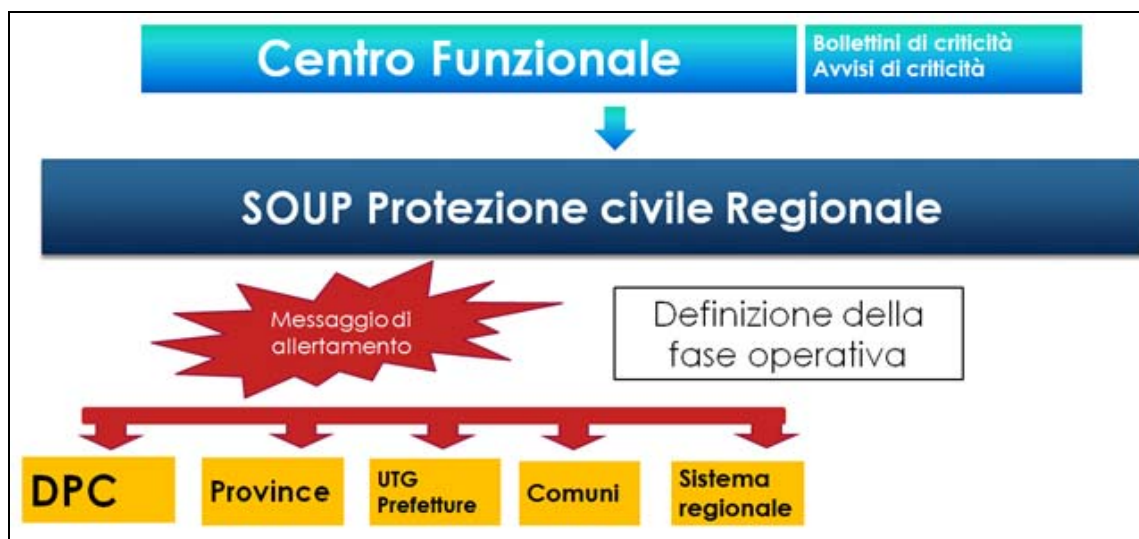 Centro Funzionale
Bollettini di criticità
Avvisi di criticità
SOUP Protezione civile Regionale
Messaggio di
allertamento
Definizione della
fase operativa
DPC
Province
UTG
Prefetture
Comuni
Sistema
regionale